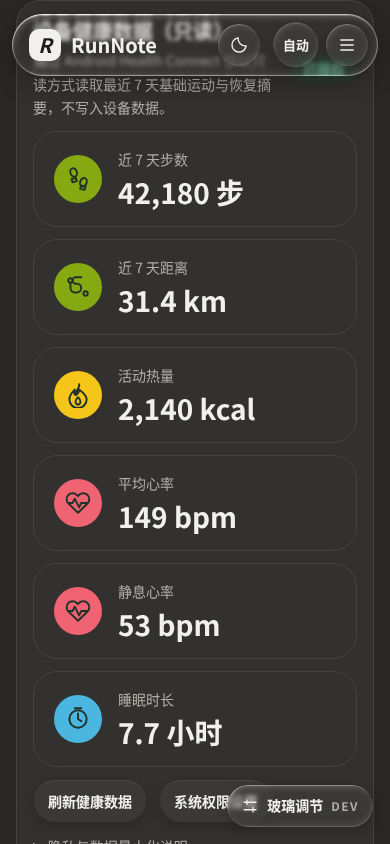 RunNote
自动
读方式读取最近 7 天基础运动与恢复摘
要，不写入设备数据。
近 7 天步数
42,180 步
近 7 天距离
31.4 km
活动热量
2,140 kcal
平均心率
149 bpm
静息心率
53 bpm
睡眠时长
7.7 小时
刷新健康数据
系统权限
玻璃调节 DEV